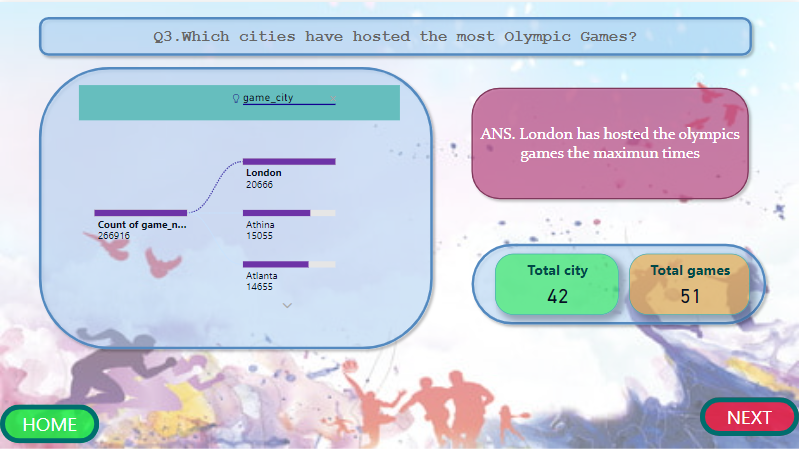 Q3.Which cities have hosted the most Olympic Games?
game_city
London
20666
Count of game_n...
266916
Athina
15055
Atlanta
14655
ANS. London has hosted the olympics
games the maximun times
Total city
42
Total games
51
HOME
NEXT